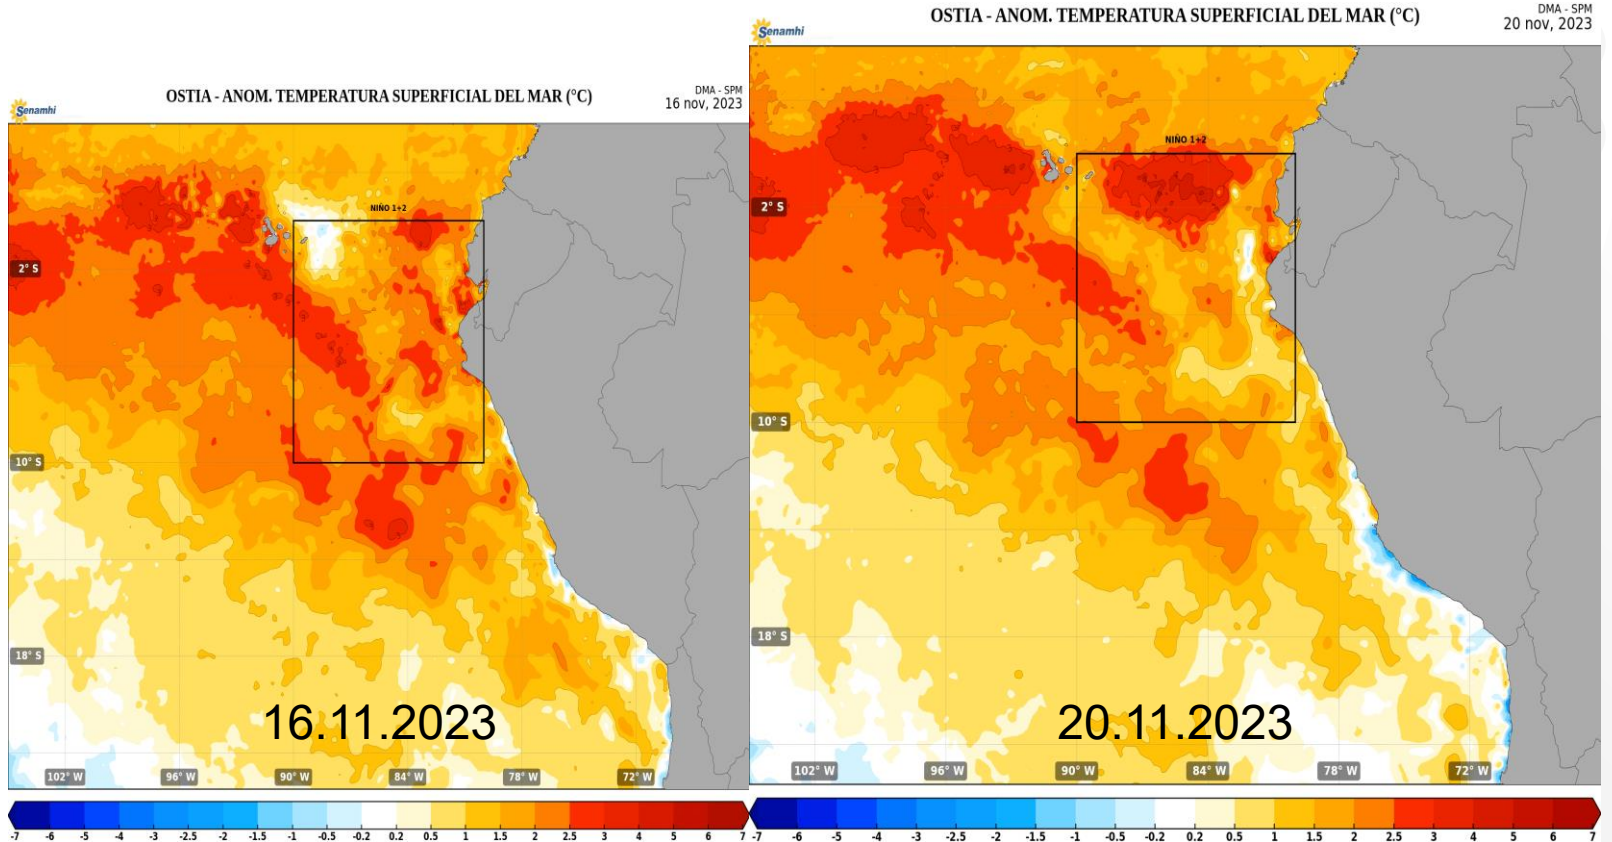 OSTIA - ANOM. TEMPERATURA SUPERFICIAL DEL MAR (°C)
DMA - SPM
16 nov, 2023
Senamhi
NIÑO 1+2
2° S
10° S
18° S
16.11.2023
102° W 96° W 90° W 84° W 78° W 72° W
-7 -6 -5 -4 -3 -2.5 -2 -1.5 -1 -0.5 -0.2 0.2 0.5 1 1.5 2 2.5 3 4 5 6 7
OSTIA - ANOM. TEMPERATURA SUPERFICIAL DEL MAR (°C)
DMA - SPM
20 nov, 2023
Senamhi
NIÑO 1+2
2° S
10° S
18° S
20.11.2023
102° W 96° W 90° W 84° W 78° W 72° W
-7 -6 -5 -4 -3 -2.5 -2 -1.5 -1 -0.5 -0.2 0.2 0.5 1 1.5 2 2.5 3 4 5 6 7